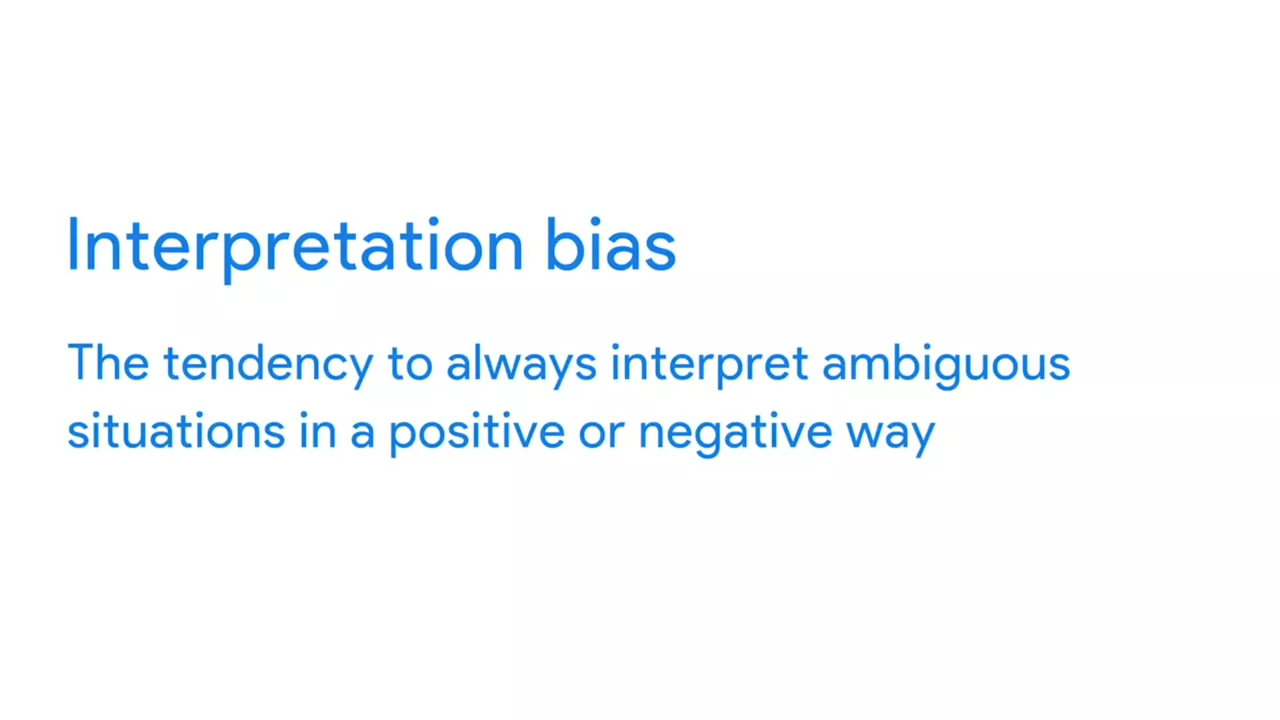 Interpretation bias
The tendency to always interpret ambiguous
situations in a positive or negative way